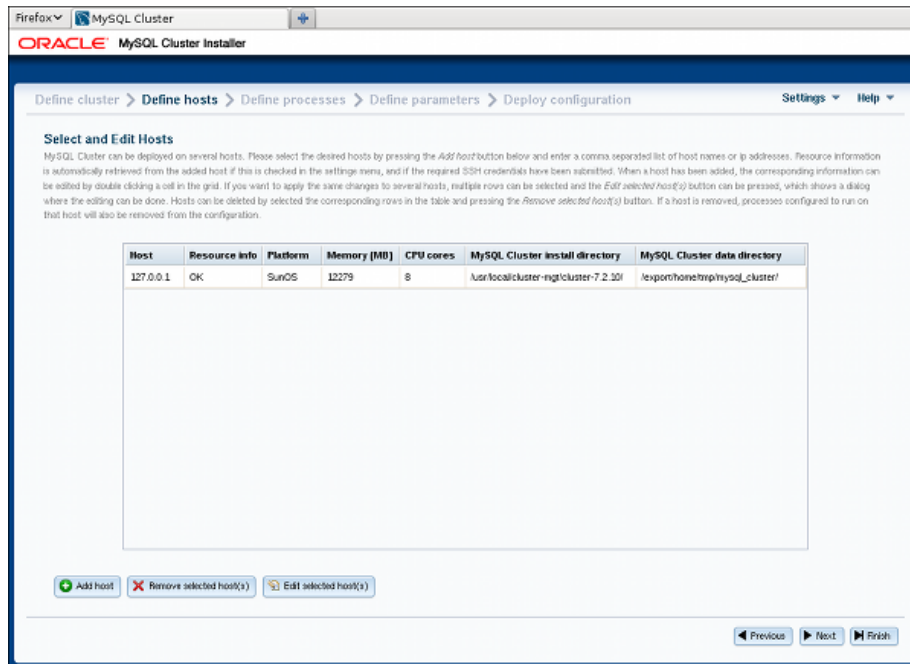 Firefox
MySQL Cluster
ORACLE MySQL Cluster Installer
Define cluster > Define hosts > Define processes > Define parameters > Deploy configuration Settings Help
Select and Edit Hosts
MySQL Cluster can be deployed on several hosts. Please select the desired hosts by pressing the Add host button below and enter a comma separated list of host names or ip addresses. Resource information
is automatically retrieved from the added host if this is checked in the settings menu, and if the required SSH credentials have been submitted. When a host has been added, the corresponding information can
be edited by double clicking a cell in the grid. If you want to apply the same changes to several hosts, multiple rows can be selected and the Edit selected host(s) button can be pressed, which shows a dialog
where the editing can be done. Hosts can be deleted by selected the corresponding rows in the table and pressing the Remove selected host(s) button. If a host is removed, processes configured to run on
that host will also be removed from the configuration.
Host Resource info Platform Memory [MB] CPU cores MySQL Cluster install directory MySQL Cluster data directory
127.0.0.1 OK SunOS 12279 8 /usr/local/cluster-mgt/cluster-7.2.10/ /export/home/tmp/mysql_cluster/
Add host Remove selected host(s) Edit selected host(s)
Previous Next Finish